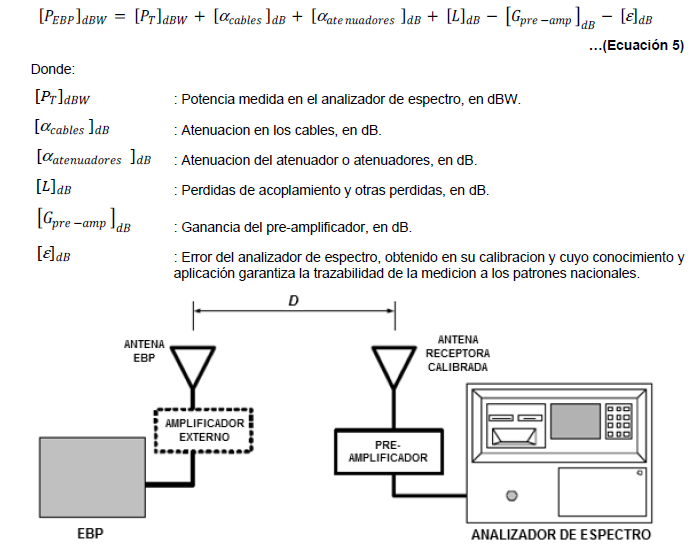 [P_EBP]_dBW = [P_T]_dBW + [α_cables]_dB + [α_atenuadores]_dB + [L]_dB − [G_pre−amp]_dB − [ε]_dB
…(Ecuación 5)
Donde:
[P_T]_dBW : Potencia medida en el analizador de espectro, en dBW.
[α_cables]_dB : Atenuacion en los cables, en dB.
[α_atenuadores]_dB : Atenuacion del atenuador o atenuadores, en dB.
[L]_dB : Perdidas de acoplamiento y otras perdidas, en dB.
[G_pre−amp]_dB : Ganancia del pre-amplificador, en dB.
[ε]_dB : Error del analizador de espectro, obtenido en su calibracion y cuyo conocimiento y
aplicación garantiza la trazabilidad de la medicion a los patrones nacionales.
D
ANTENA
EBP
ANTENA
RECEPTORA
CALIBRADA
AMPLIFICADOR
EXTERNO
PRE-
AMPLIFICADOR
EBP
ANALIZADOR DE ESPECTRO